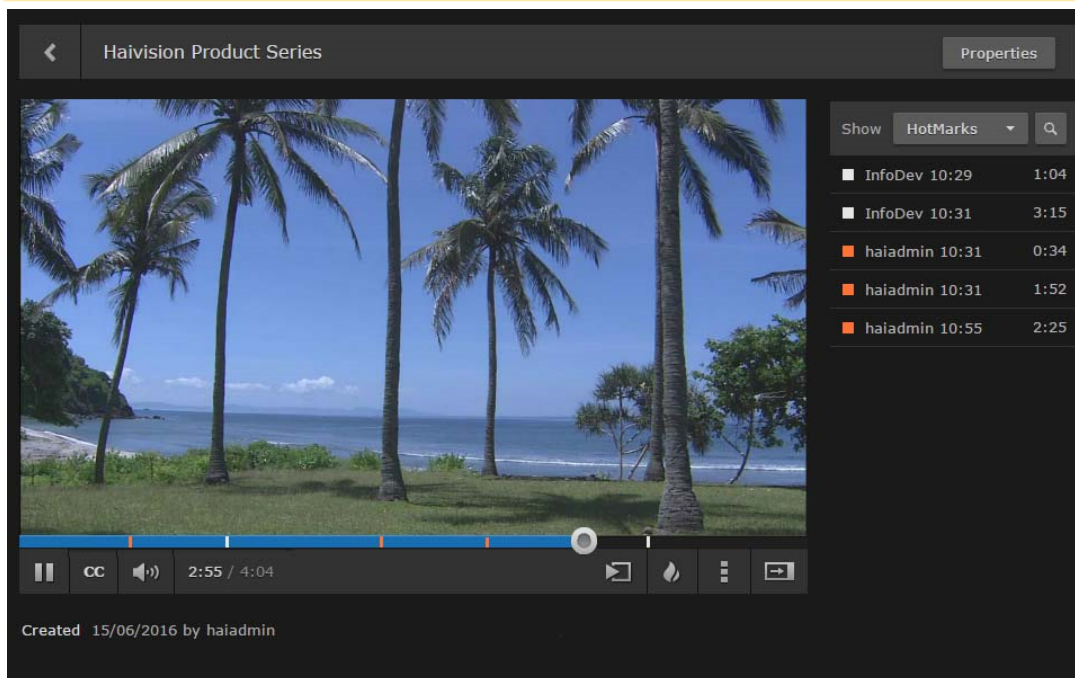 Haivision Product Series
Properties
Show HotMarks
InfoDev 10:29 1:04
InfoDev 10:31 3:15
haiadmin 10:31 0:34
haiadmin 10:31 1:52
haiadmin 10:55 2:25
CC 2:55 / 4:04
Created 15/06/2016 by haiadmin